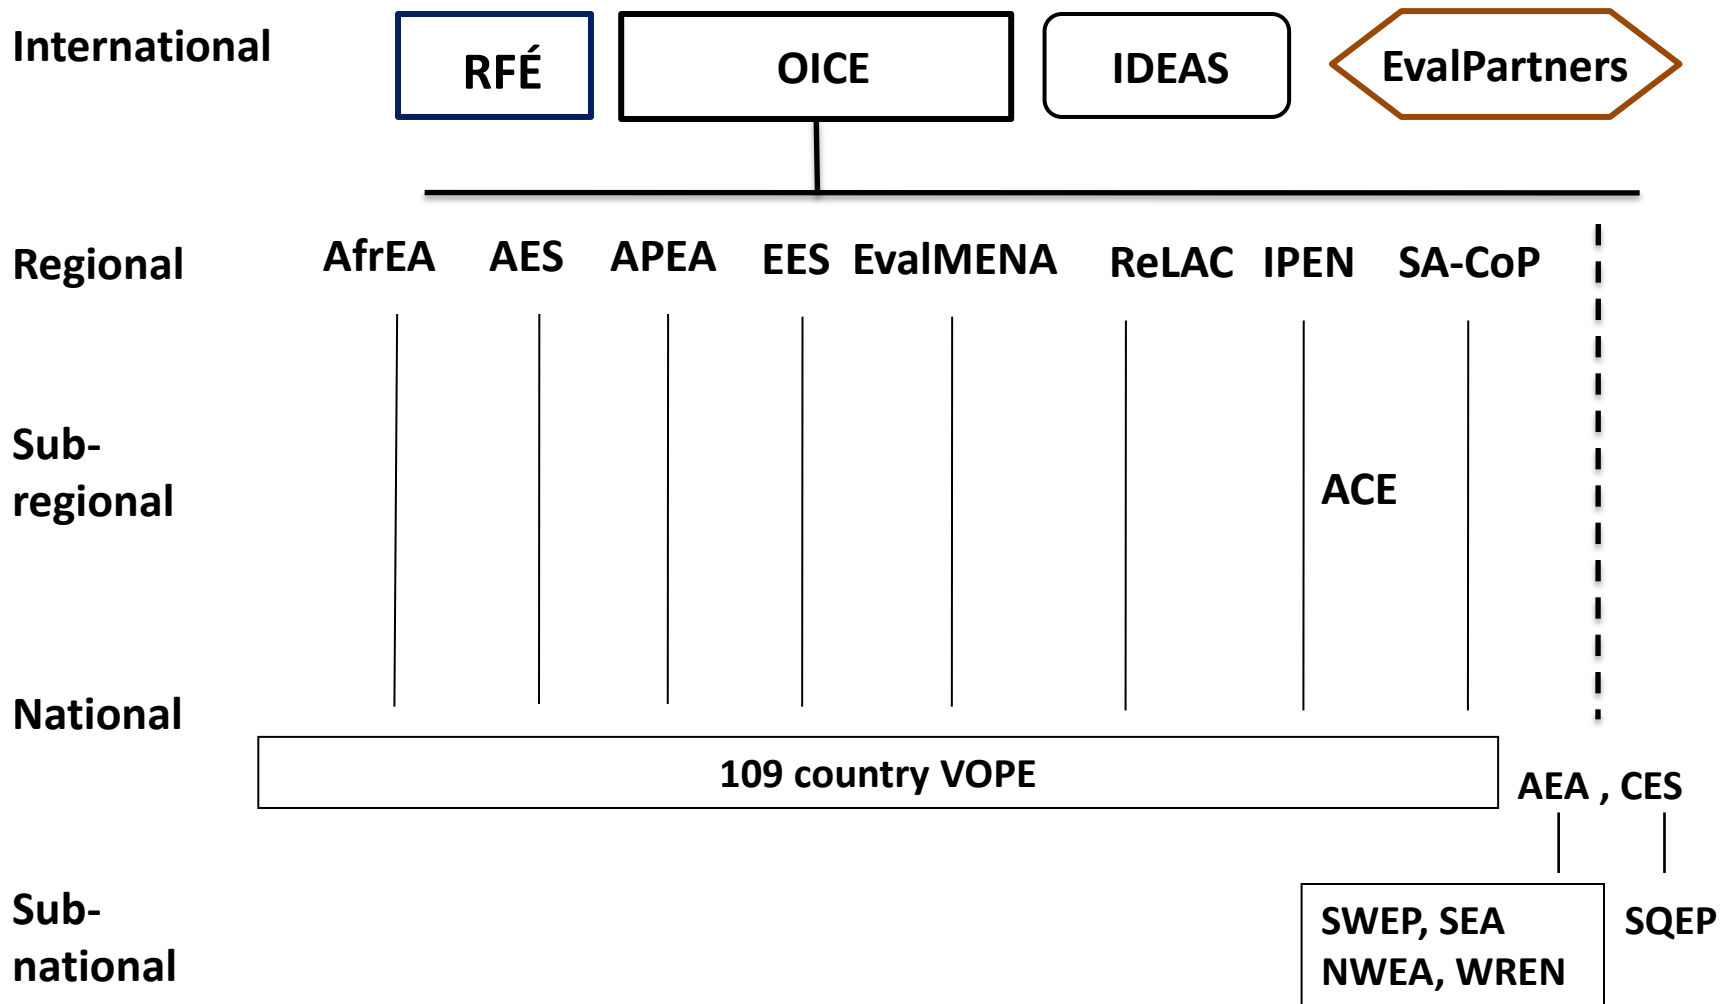 International
RFÉ
OICE
IDEAS
EvalPartners
Regional
AfrEA
AES
APEA
EES
EvalMENA
ReLAC
IPEN
SA-CoP
Sub-
regional
ACE
National
109 country VOPE
AEA , CES
Sub-
national
SWEP, SEA
NWEA, WREN
SQEP